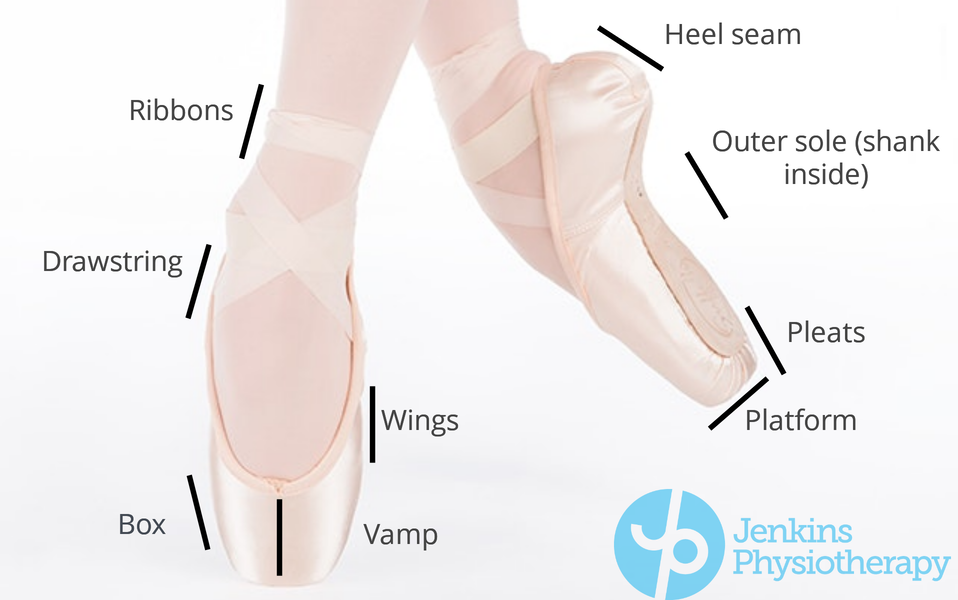 Heel seam
Ribbons
Outer sole (shank
inside)
Drawstring
Pleats
Platform
Wings
Box
Vamp
Jenkins
Physiotherapy